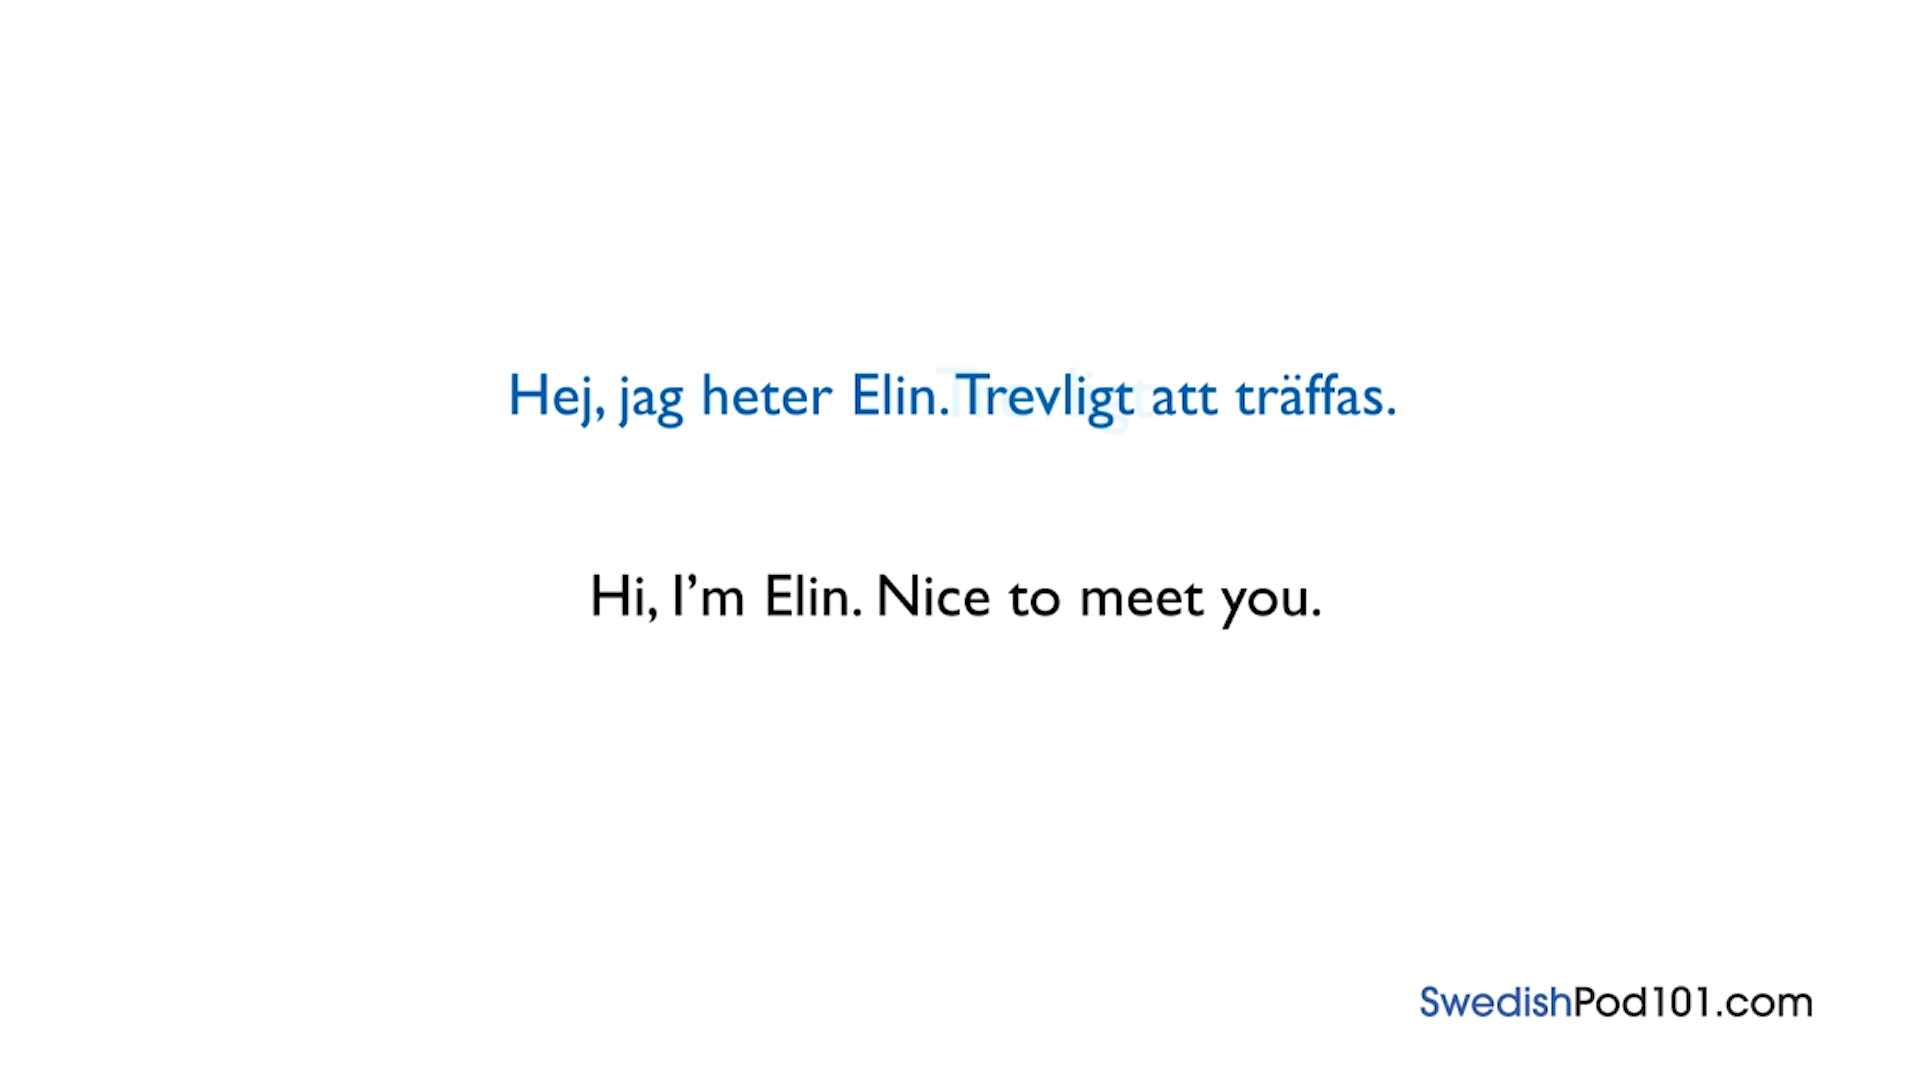 Hej, jag heter Elin. Trevligt att träffas.
Hi, I’m Elin. Nice to meet you.
SwedishPod101.com